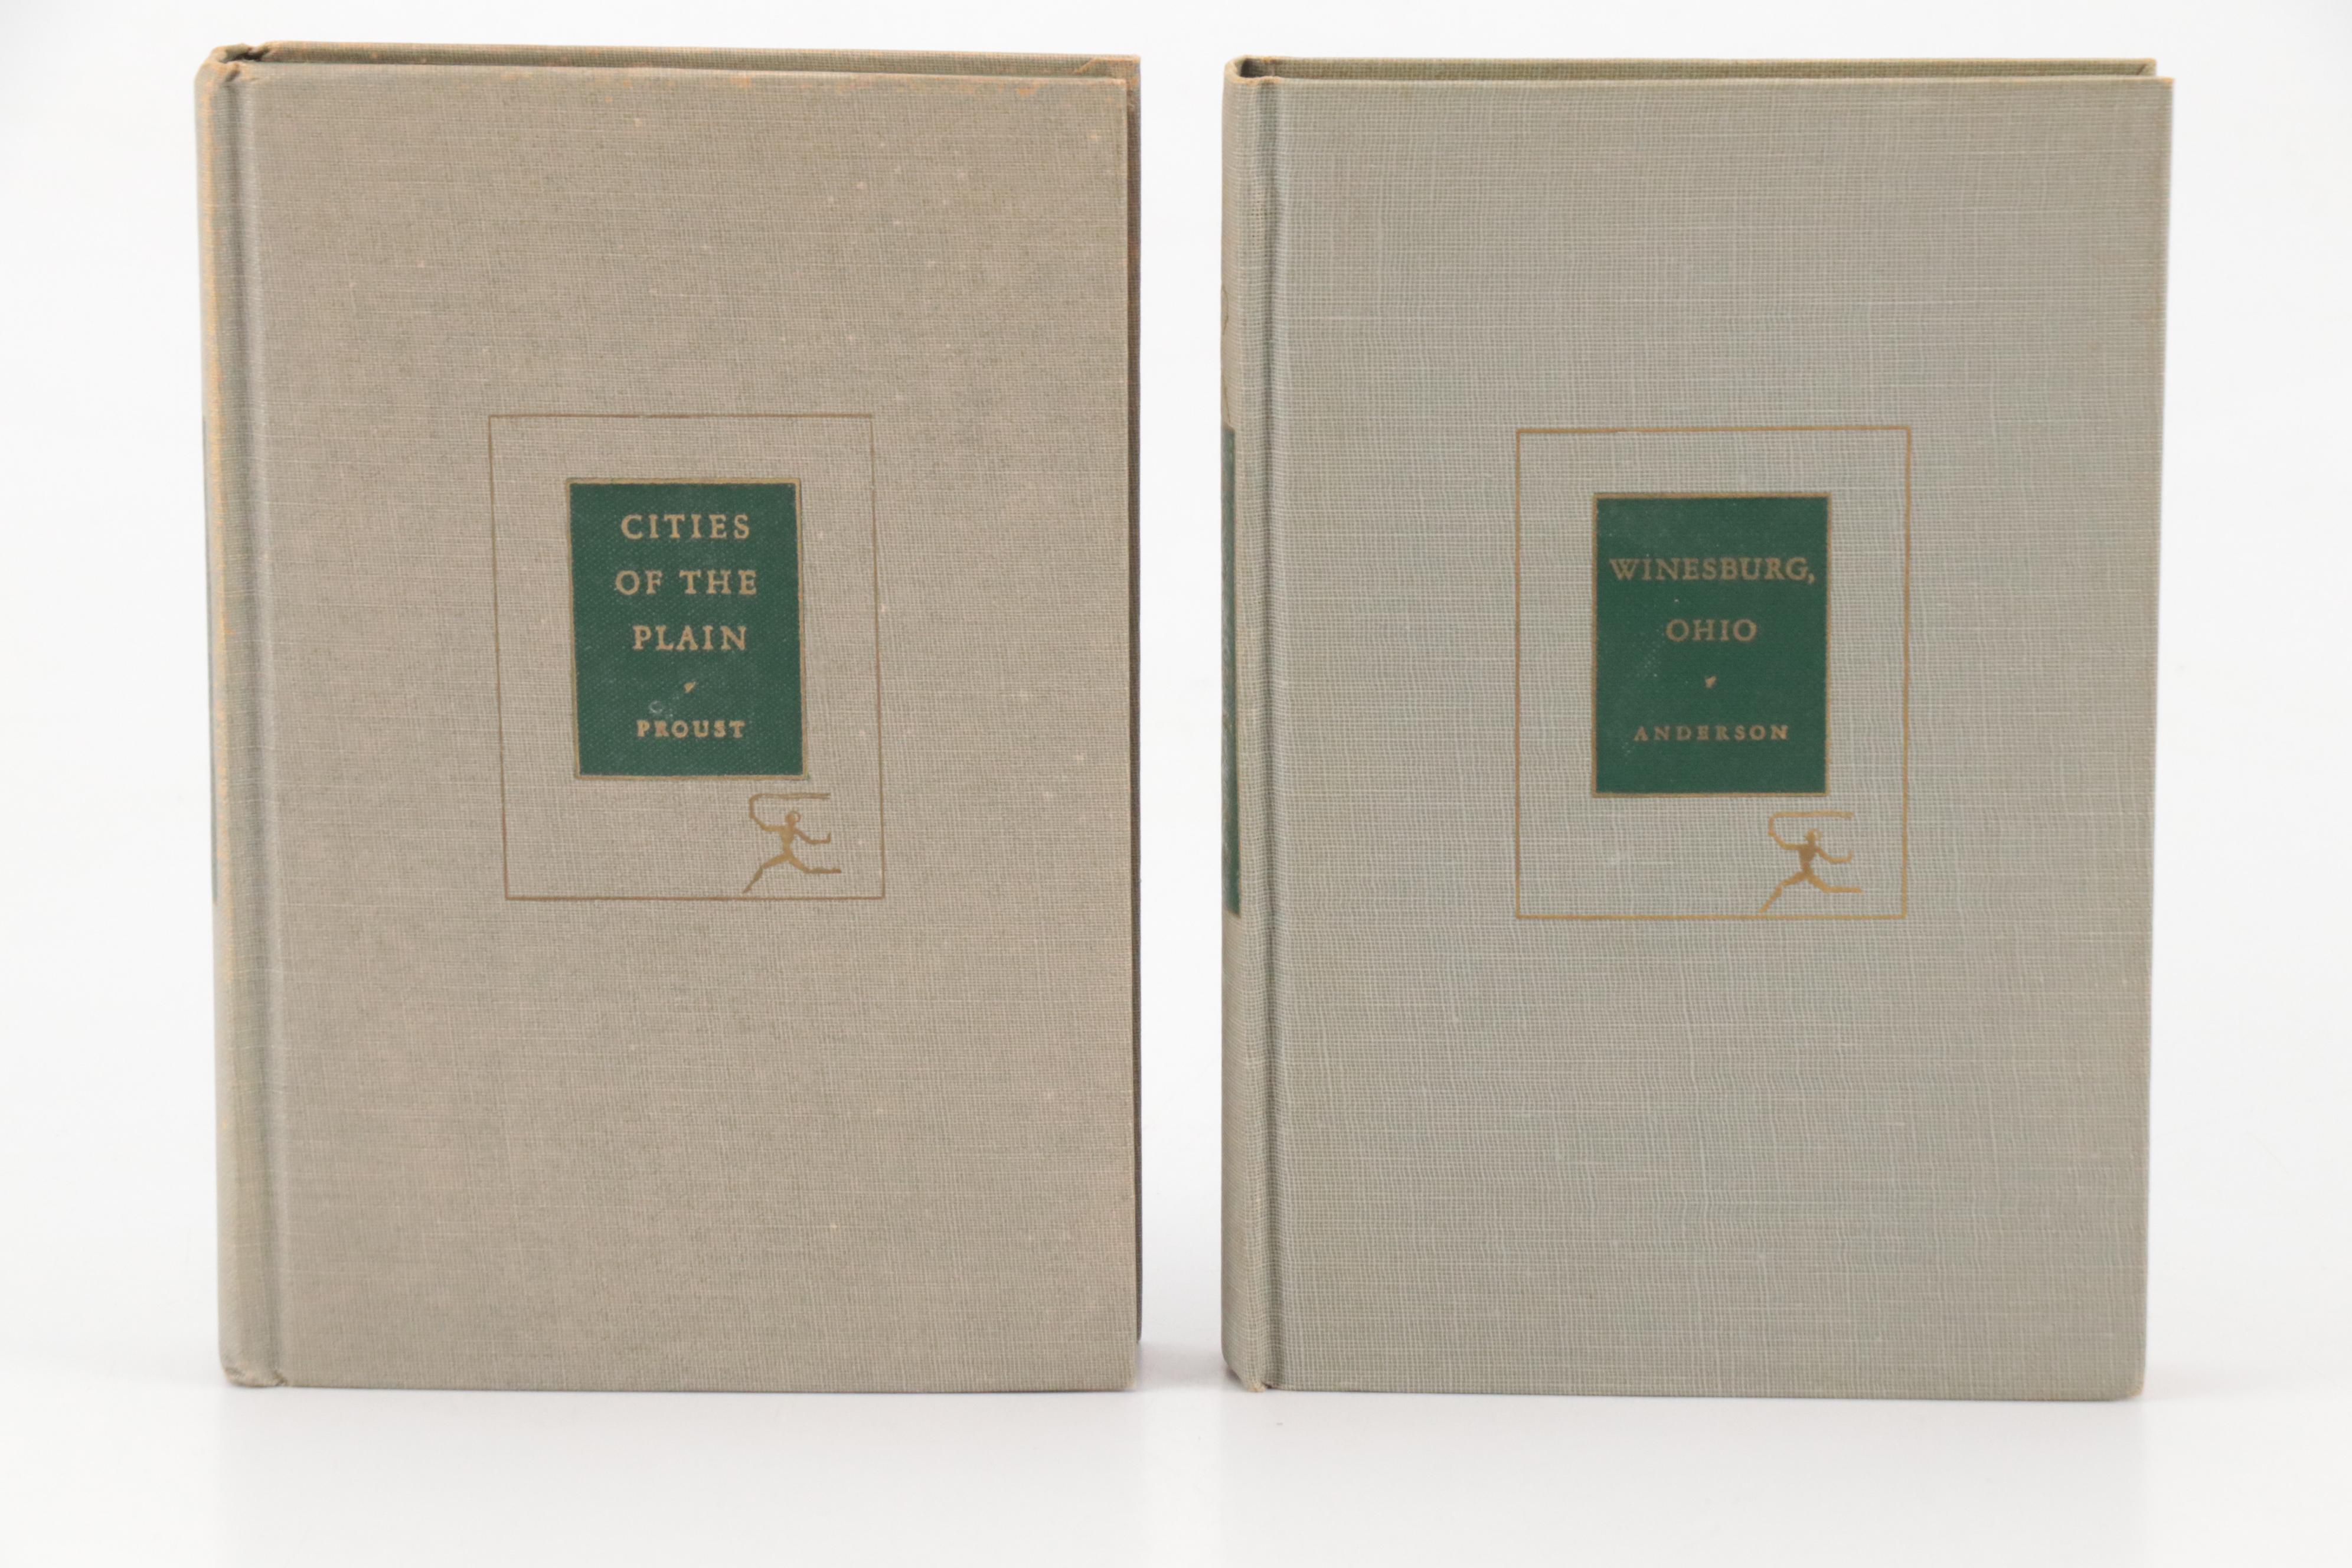 CITIES
OF THE
PLAIN
PROUST
WINESBURG,
OHIO
ANDERSON